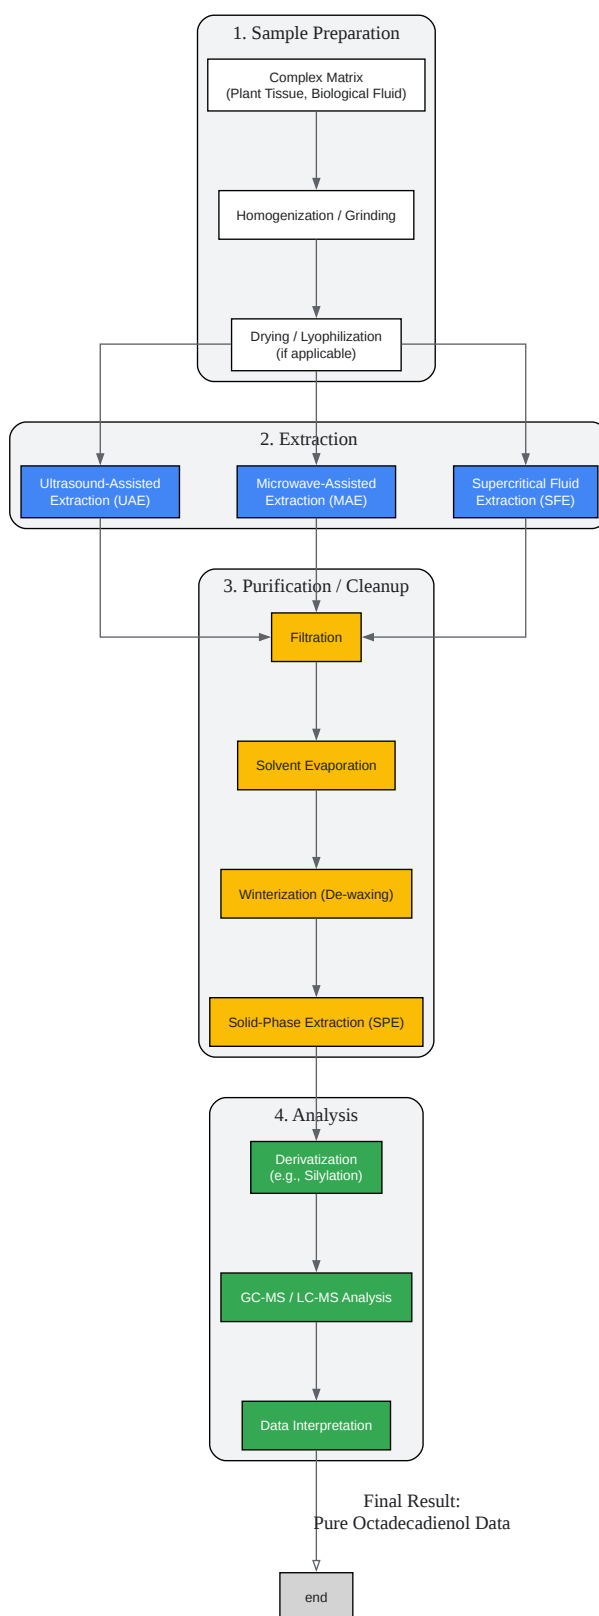 1. Sample Preparation
Complex Matrix
(Plant Tissue, Biological Fluid)
Homogenization / Grinding
Drying / Lyophilization
(if applicable)
2. Extraction
Ultrasound-Assisted
Extraction (UAE)
Microwave-Assisted
Extraction (MAE)
Supercritical Fluid
Extraction (SFE)
3. Purification / Cleanup
Filtration
Solvent Evaporation
Winterization (De-waxing)
Solid-Phase Extraction (SPE)
4. Analysis
Derivatization
(e.g., Silylation)
GC-MS / LC-MS Analysis
Data Interpretation
Final Result:
Pure Octadecadienol Data
end